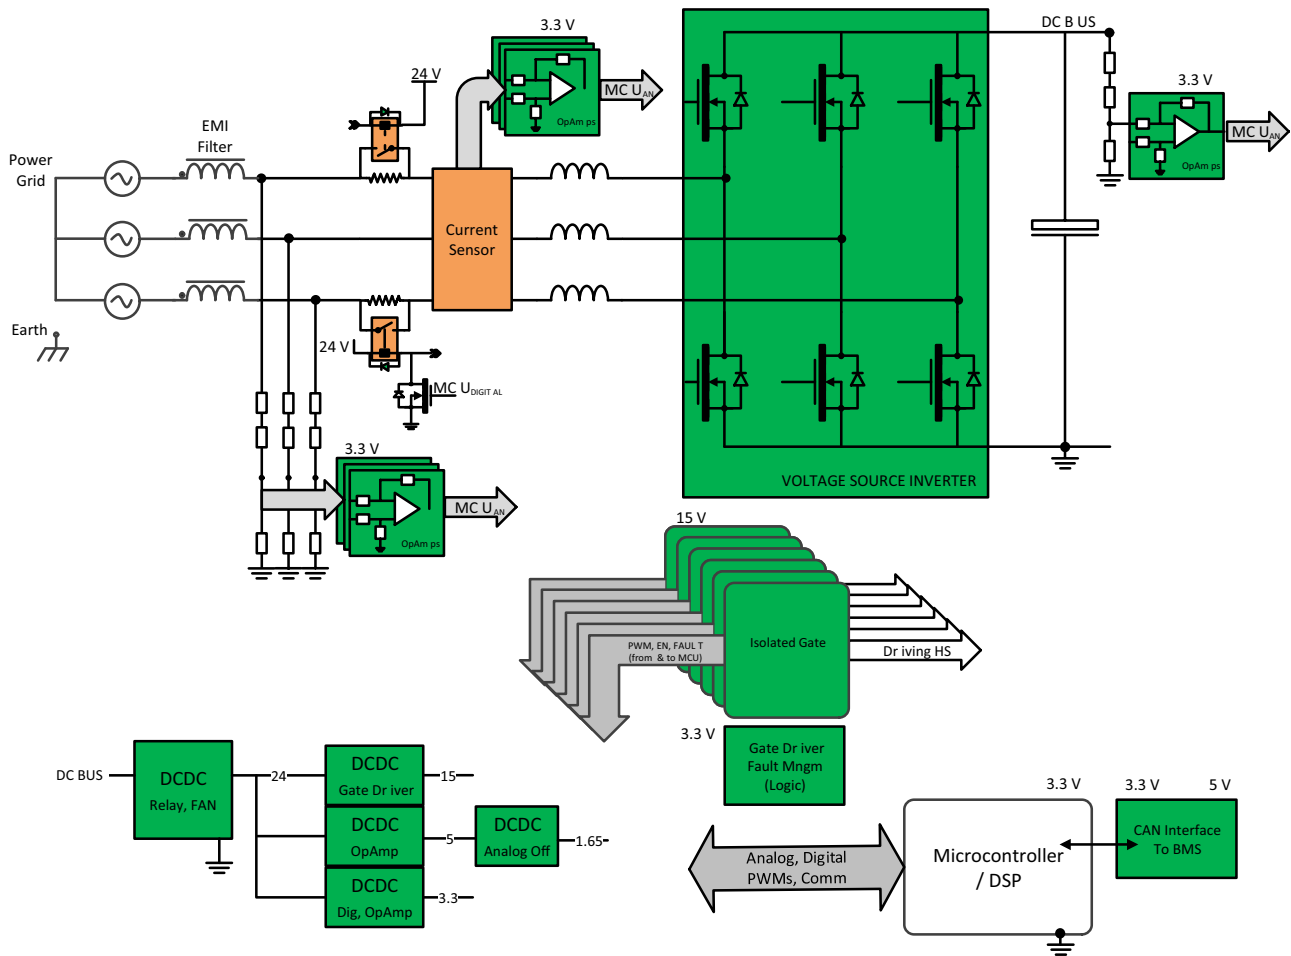 3.3 V
DC B US
24 V
MC U_AN
OpAm ps
3.3 V
MC U_AN
OpAm ps
EMI
Filter
Power
Grid
Current
Sensor
Earth
24 V
MC U_DIGIT AL
3.3 V
MC U_AN
OpAm ps
VOLTAGE SOURCE INVERTER
15 V
Isolated Gate
PWM, EN, FAUL T
(from & to MCU)
Dr iving HS
3.3 V
Gate Dr iver
Fault Mngm
(Logic)
DC BUS
DCDC
Relay, FAN
24
DCDC
Gate Dr iver
15
DCDC
OpAmp
5
DCDC
Analog Off
1.65
DCDC
Dig, OpAmp
3.3
Analog, Digital
PWMs, Comm
3.3 V
Microcontroller
/ DSP
3.3 V
5 V
CAN Interface
To BMS